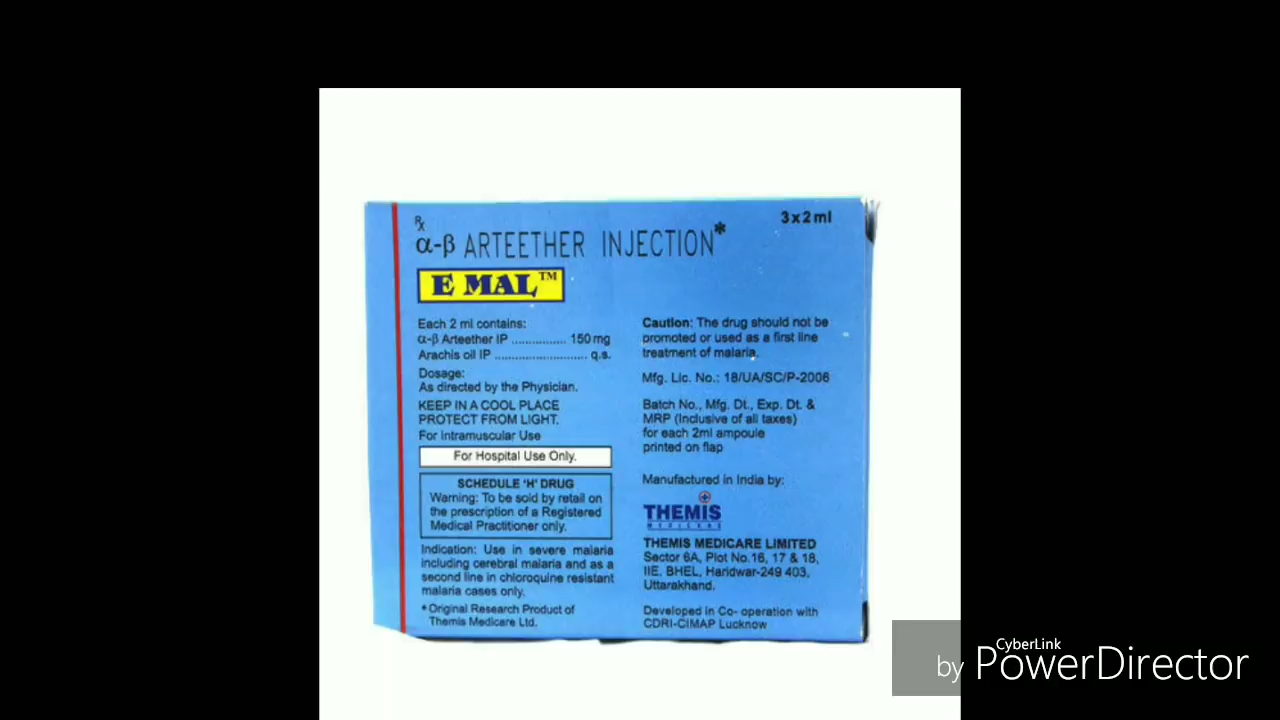 Rx
α-β ARTEETHER INJECTION*
3x2ml
E MAL™
Each 2 ml contains:
α-β Arteether IP ................ 150 mg
Arachis oil IP ........................... q.s.
Dosage:
As directed by the Physician.
KEEP IN A COOL PLACE
PROTECT FROM LIGHT.
For Intramuscular Use
For Hospital Use Only.
SCHEDULE 'H' DRUG
Warning: To be sold by retail on
the prescription of a Registered
Medical Practitioner only.
Indication: Use in severe malaria
including cerebral malaria and as a
second line in chloroquine resistant
malaria cases only.
* Original Research Product of
Themis Medicare Ltd.
Caution: The drug should not be
promoted or used as a first line
treatment of malaria.
Mfg. Lic. No.: 18/UA/SC/P-2006
Batch No., Mfg. Dt., Exp. Dt. &
MRP (Inclusive of all taxes)
for each 2ml ampoule
printed on flap
Manufactured in India by:
THEMIS
MEDICARE
THEMIS MEDICARE LIMITED
Sector 6A, Plot No.16, 17 & 18,
IIE, BHEL, Haridwar-249 403,
Uttarakhand.
Developed in Co- operation with
CDRI-CIMAP Lucknow
CyberLink
by PowerDirector